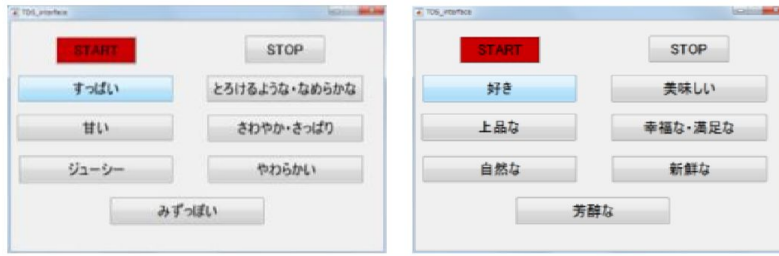 TDS_interface
START STOP
すっぱい とろけるような・なめらかな
甘い さわやか・さっぱり
ジューシー やわらかい
みずっぽい
TDS_interface
START STOP
好き 美味しい
上品な 幸福な・満足な
自然な 新鮮な
芳醇な